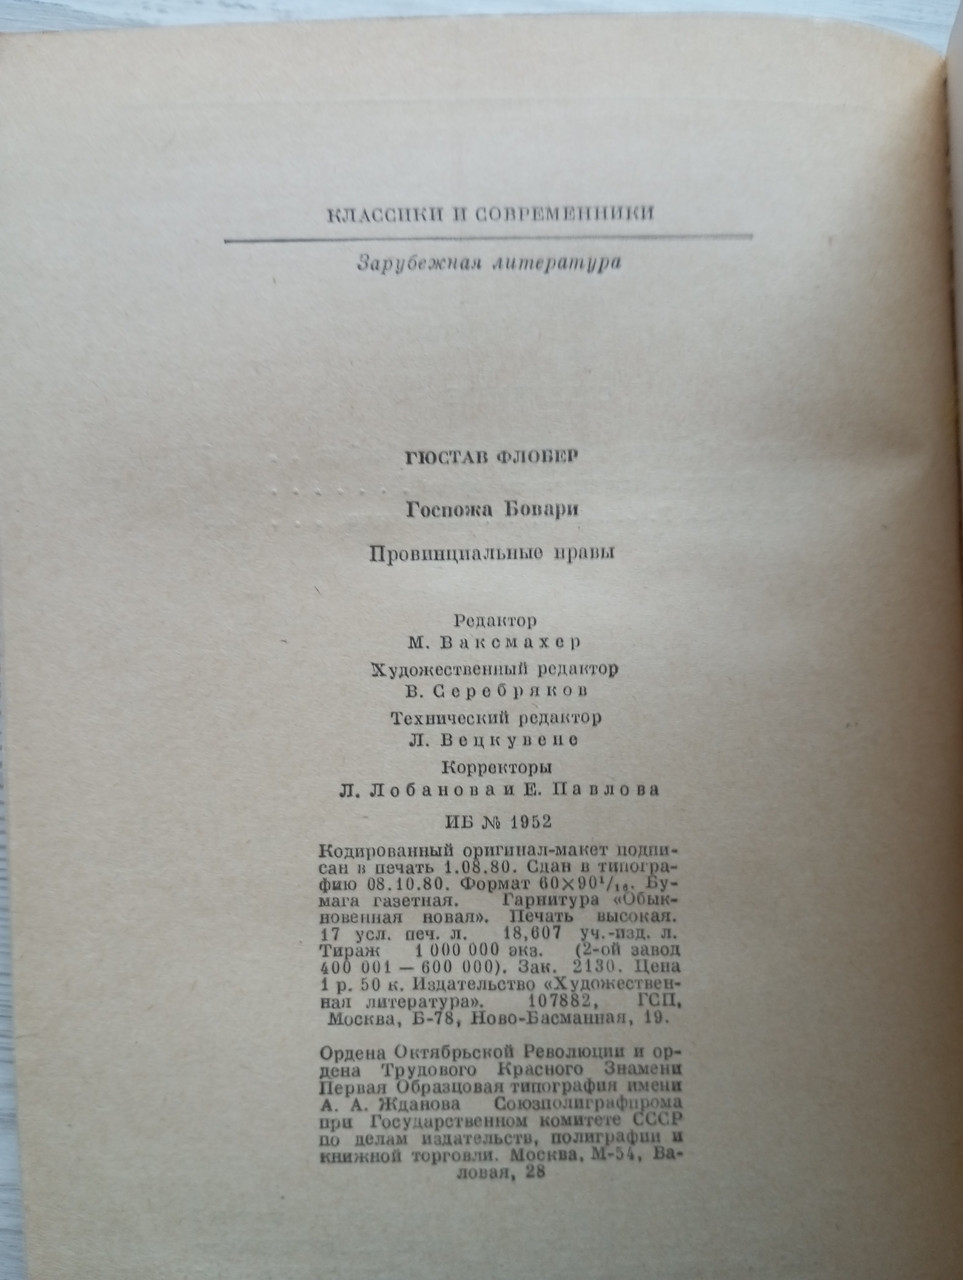 КЛАССИКИ И СОВРЕМЕННИКИ
Зарубежная литература
ГЮСТАВ ФЛОБЕР
Госпожа Бовари
Провинциальные нравы
Редактор
М. Ваксмахер
Художественный редактор
В. Серебряков
Технический редактор
Л. Вецкувене
Корректоры
Л. Лобанова и Е. Павлова
ИБ № 1952
Кодированный оригинал-макет подпи-
сан в печать 1.08.80. Сдан в типогра-
фию 08.10.80. Формат 60×90¹/₁₆. Бу-
мага газетная. Гарнитура «Обык-
новенная новая». Печать высокая.
17 усл. печ. л. 18,607 уч.-изд. л.
Тираж 1 000 000 экз. (2-ой завод
400 001 — 600 000). Зак. 2130. Цена
1 р. 50 к. Издательство «Художествен-
ная литература». 107882, ГСП,
Москва, Б-78, Ново-Басманная, 19.
Ордена Октябрьской Революции и ор-
дена Трудового Красного Знамени
Первая Образцовая типография имени
А. А. Жданова Союзполиграфпрома
при Государственном комитете СССР
по делам издательств, полиграфии и
книжной торговли. Москва, М-54, Ва-
ловая, 28